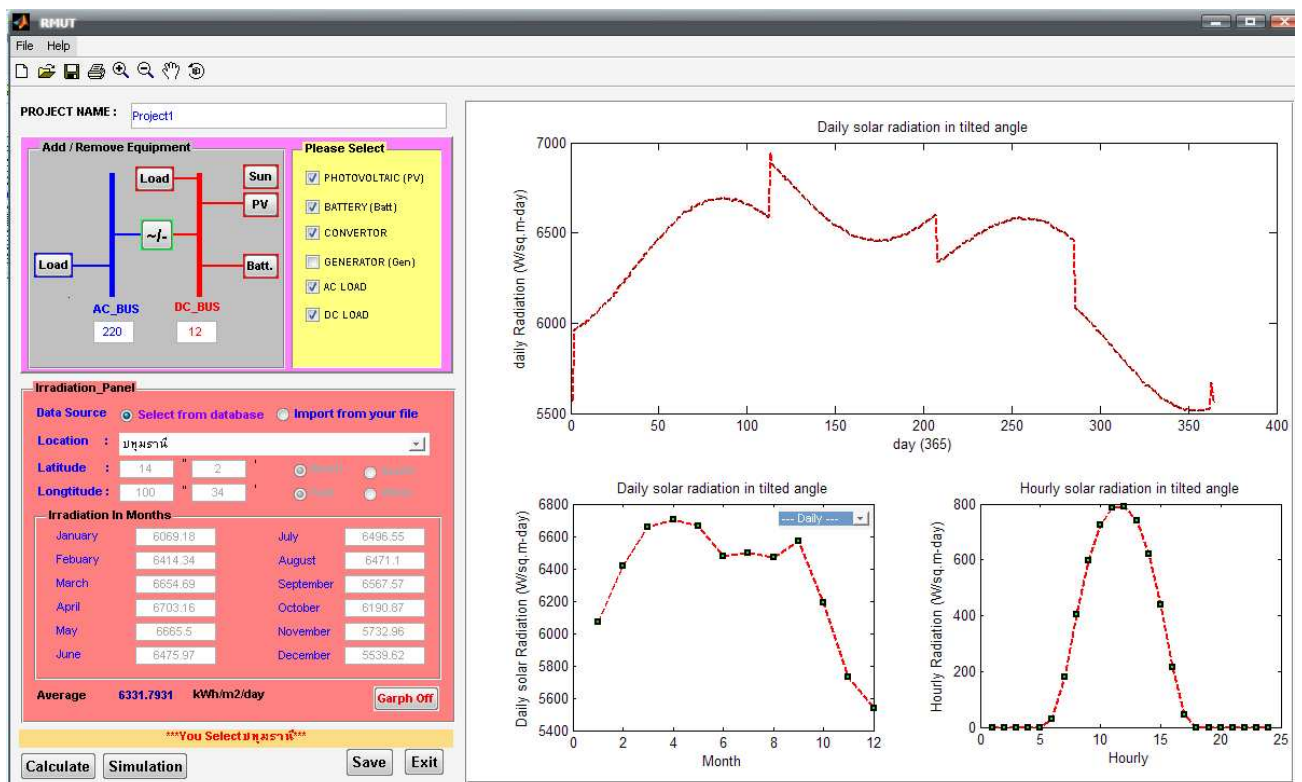 RMUT
File Help
PROJECT NAME : Project1
Add / Remove Equipment
Load
Sun
PV
~/-
Load
Batt.
AC_BUS
DC_BUS
220
12
Please Select
PHOTOVOLTAIC (PV)
BATTERY (Batt)
CONVERTOR
GENERATOR (Gen)
AC LOAD
DC LOAD
Irradiation_Panel
Data Source Select from database Import from your file
Location : ปทุมธานี
Latitude : 14 " 2 '
Longtitude : 100 " 34 '
Irradiation In Months
January 6069.18 July 6496.55
Febuary 6414.34 August 6471.1
March 6654.69 September 6567.57
April 6703.16 October 6190.87
May 6665.5 November 5732.96
June 6475.97 December 5539.62
Average 6331.7931 kWh/m2/day
Garph Off
***You Select ปทุมธานี***
Calculate Simulation Save Exit
Daily solar radiation in tilted angle
daily Radiation (W/sq.m-day)
7000
6500
6000
5500
0 50 100 150 200 250 300 350 400
day (365)
Daily solar radiation in tilted angle
--- Daily ---
Daily solar Radiation (W/sq.m-day)
6800
6600
6400
6200
6000
5800
5600
5400
0 2 4 6 8 10 12
Month
Hourly solar radiation in tilted angle
Hourly Radiation (W/sq.m-day)
800
600
400
200
0
0 5 10 15 20 25
Hourly